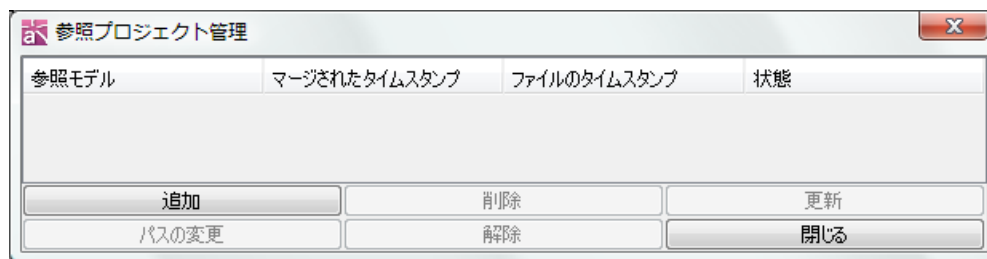 参照プロジェクト管理
参照モデル マージされたタイムスタンプ ファイルのタイムスタンプ 状態
追加 削除 更新
パスの変更 解除 閉じる